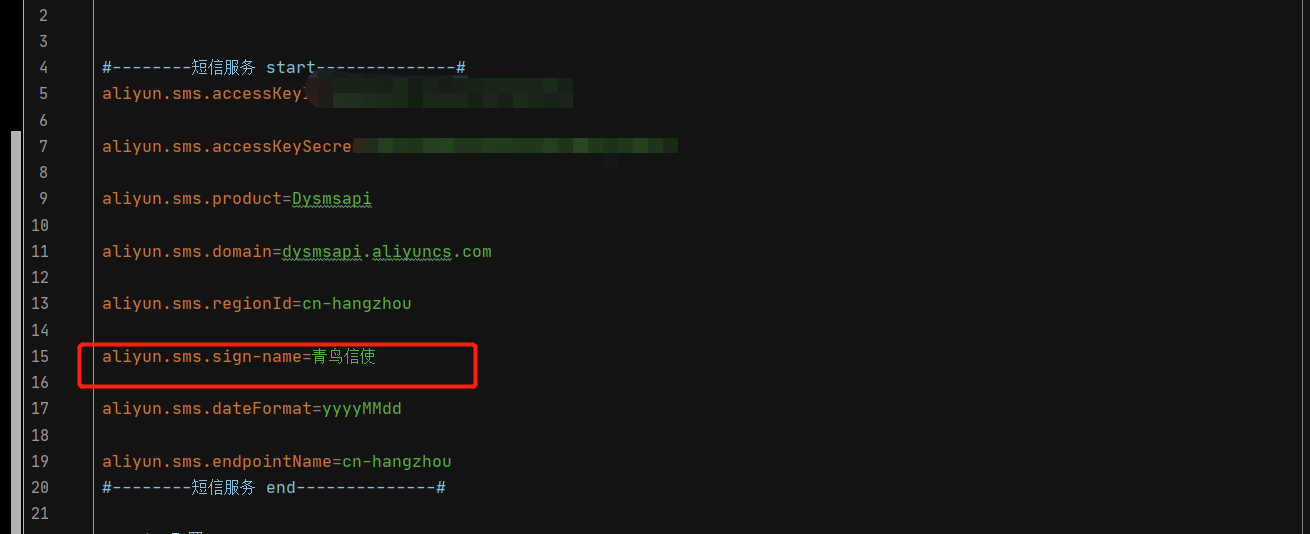 2
3
4 #--------短信服务 start--------------#
5 aliyun.sms.accessKey
6
7 aliyun.sms.accessKeySecre
8
9 aliyun.sms.product=Dysmsapi
10
11 aliyun.sms.domain=dysmsapi.aliyuncs.com
12
13 aliyun.sms.regionId=cn-hangzhou
14
15 aliyun.sms.sign-name=青鸟信使
16
17 aliyun.sms.dateFormat=yyyyMMdd
18
19 aliyun.sms.endpointName=cn-hangzhou
20 #--------短信服务 end--------------#
21